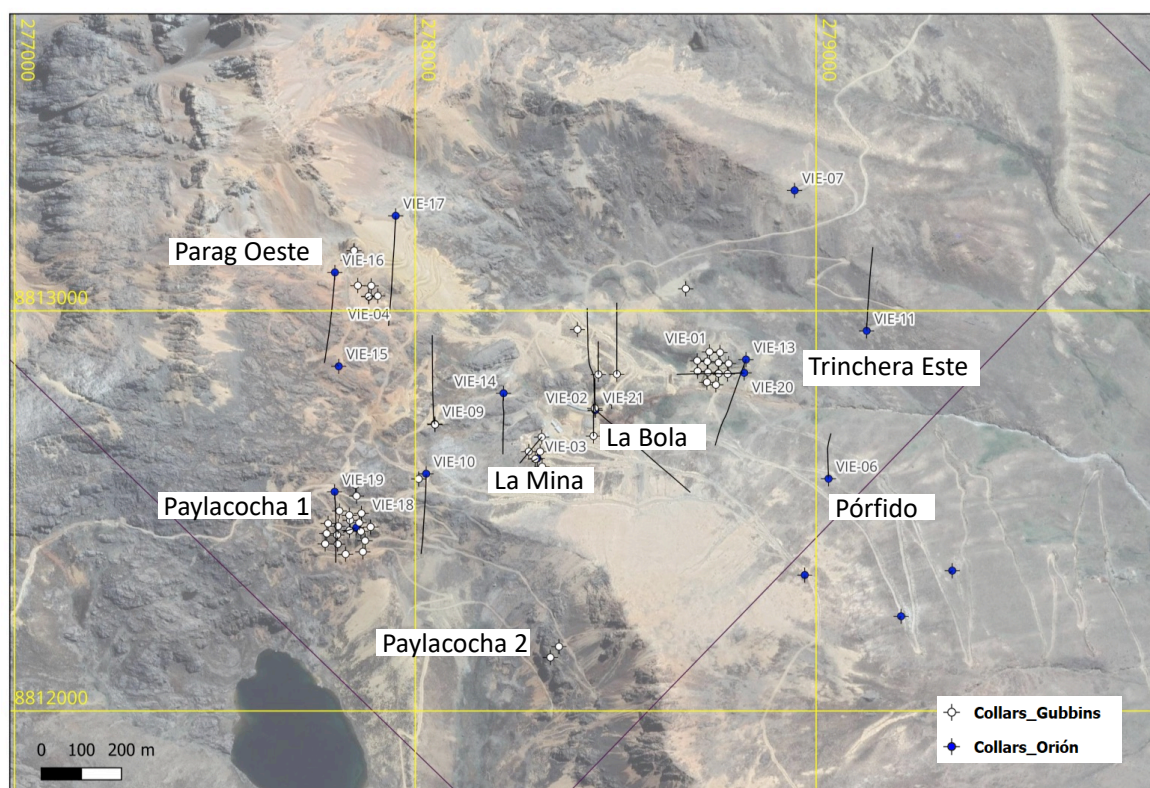 277000
278000
279000
VIE-07
VIE-17
Parag Oeste
VIE-16
8813000
VIE-04
VIE-11
VIE-01
VIE-13
VIE-15
Trinchera Este
VIE-20
VIE-14
VIE-02
VIE-21
VIE-09
La Bola
VIE-03
VIE-10
VIE-06
La Mina
VIE-19
Paylacocha 1
VIE-18
Pórfido
Paylacocha 2
8812000
Collars_Gubbins
Collars_Orión
0 100 200 m